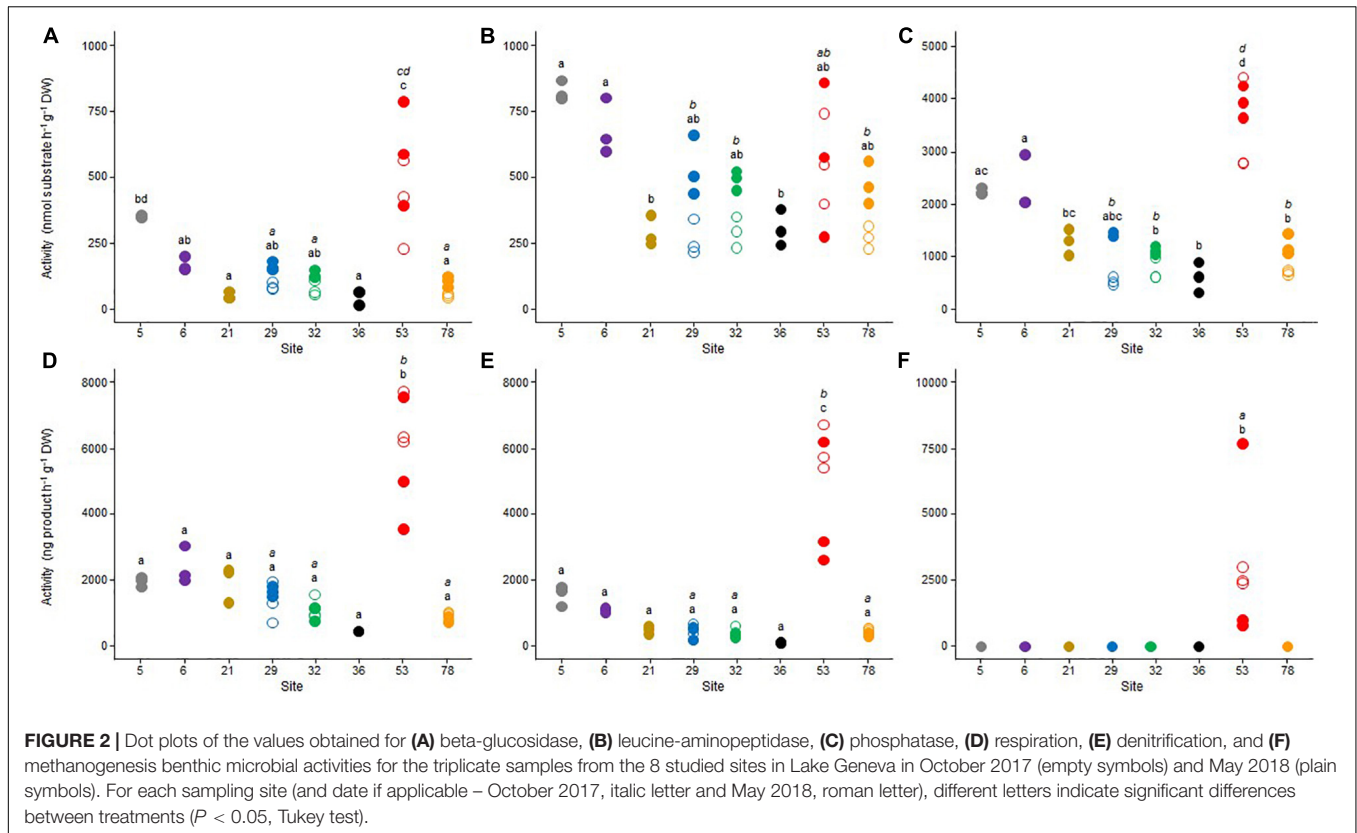 A
B
C
Activity (nmol substrate h⁻¹ g⁻¹ DW)
1000
750
500
250
0
bd
ab
a
a
ab
a
ab
a
cd
c
a
a
5 6 21 29 32 36 53 78
Site
1000
750
500
250
0
a
a
b
b
ab
b
ab
b
ab
ab
b
ab
5 6 21 29 32 36 53 78
Site
5000
4000
3000
2000
1000
0
ac
a
bc
b
abc
b
b
b
d
d
b
b
5 6 21 29 32 36 53 78
Site
D
E
F
Activity (ng product h⁻¹ g⁻¹ DW)
8000
6000
4000
2000
0
a
a
a
a
a
a
a
a
b
b
a
a
5 6 21 29 32 36 53 78
Site
8000
6000
4000
2000
0
a
a
a
a
a
a
a
a
b
c
a
a
5 6 21 29 32 36 53 78
Site
10000
7500
5000
2500
0
a
b
5 6 21 29 32 36 53 78
Site
FIGURE 2 | Dot plots of the values obtained for (A) beta-glucosidase, (B) leucine-aminopeptidase, (C) phosphatase, (D) respiration, (E) denitrification, and (F)
methanogenesis benthic microbial activities for the triplicate samples from the 8 studied sites in Lake Geneva in October 2017 (empty symbols) and May 2018 (plain
symbols). For each sampling site (and date if applicable – October 2017, italic letter and May 2018, roman letter), different letters indicate significant differences
between treatments (P < 0.05, Tukey test).